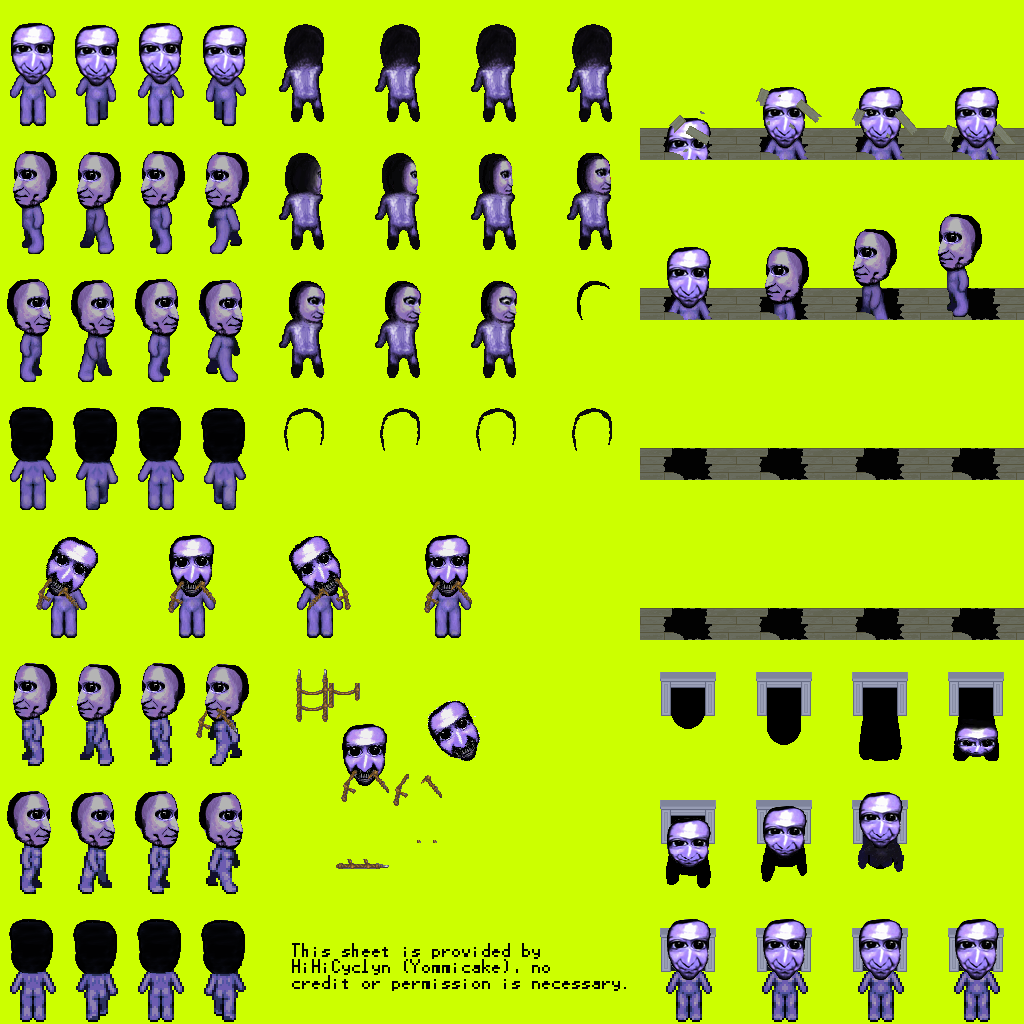 This sheet is provided by
HiHiCyclyn (Yommicake). no
credit or permission is necessary.